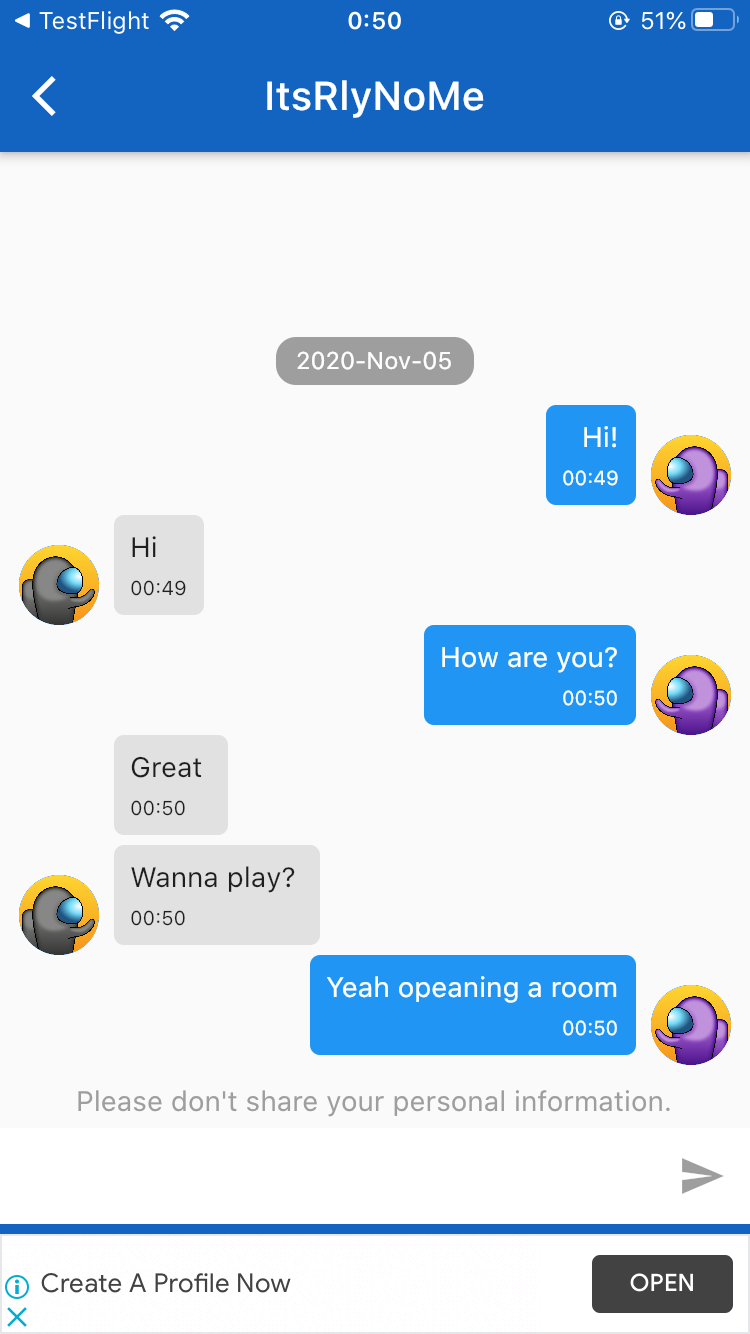 TestFlight 0:50 51%
ItsRlyNoMe
2020-Nov-05
Hi!
00:49
Hi
00:49
How are you?
00:50
Great
00:50
Wanna play?
00:50
Yeah opeaning a room
00:50
Please don't share your personal information.
Create A Profile Now
OPEN